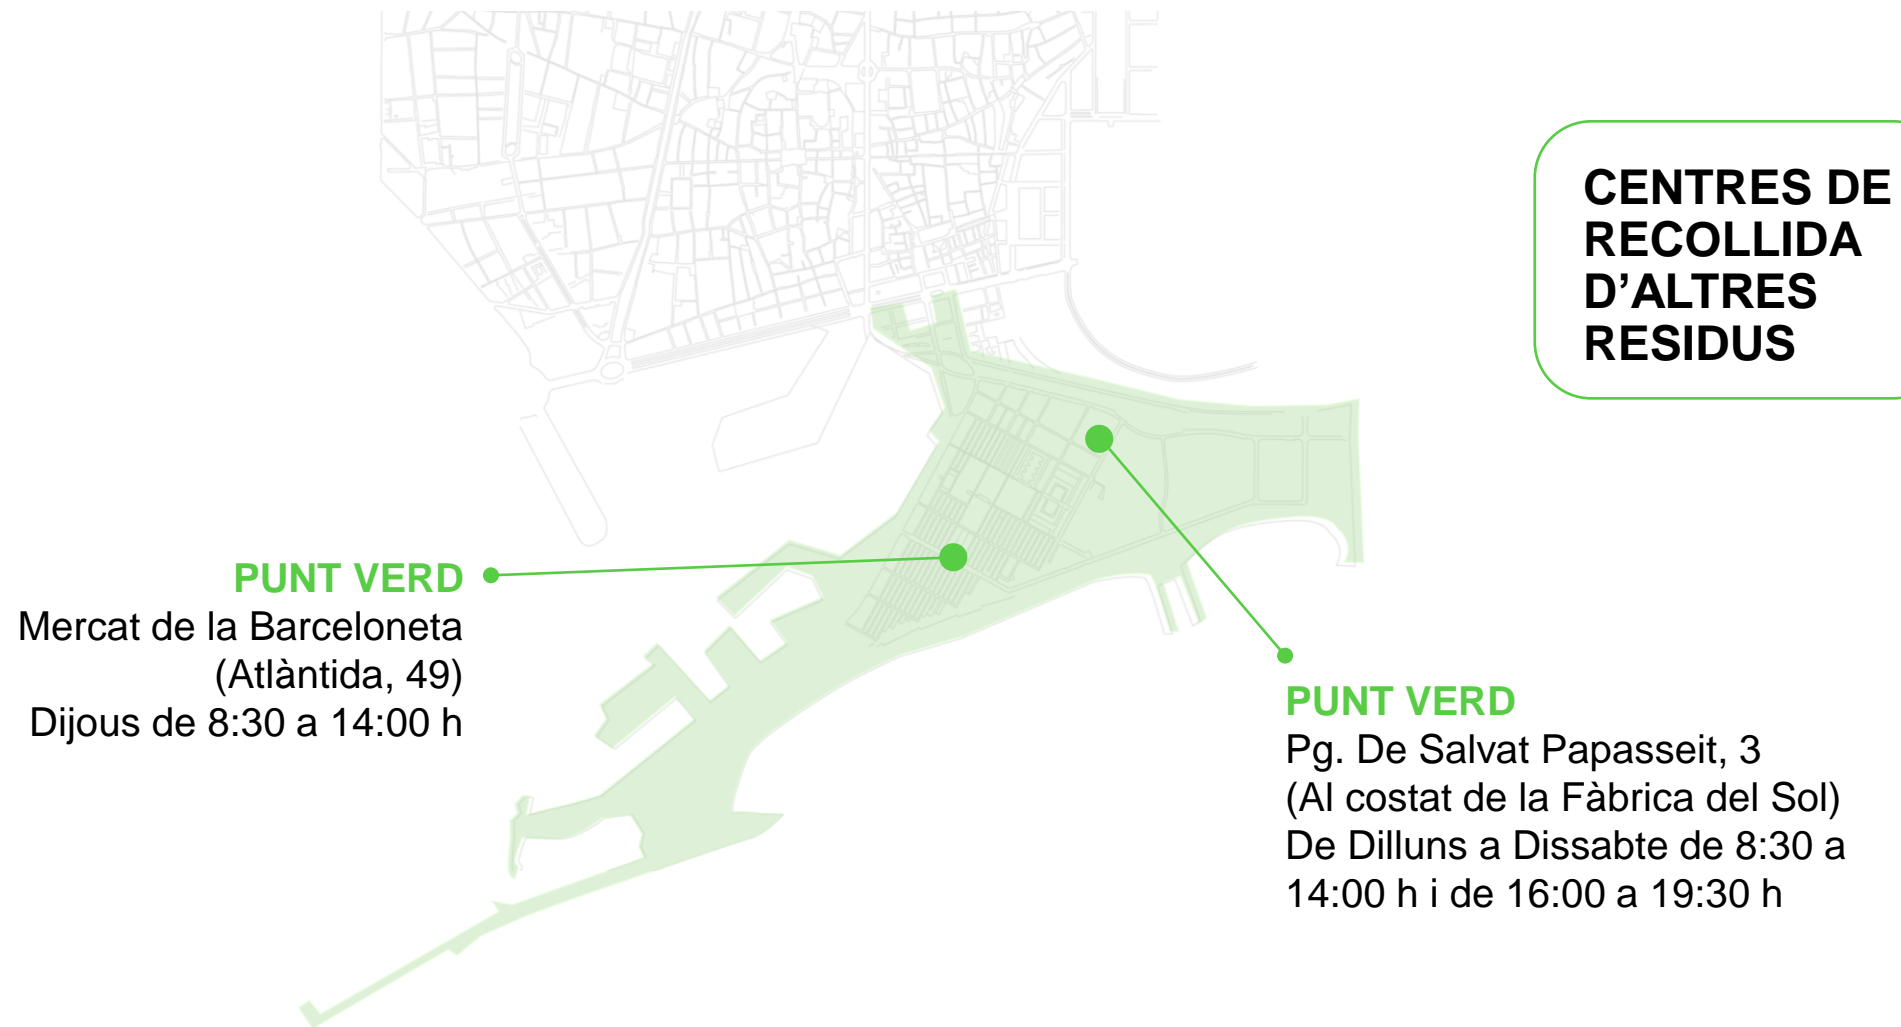 CENTRES DE
RECOLLIDA
D’ALTRES
RESIDUS
PUNT VERD
Mercat de la Barceloneta
(Atlàntida, 49)
Dijous de 8:30 a 14:00 h
PUNT VERD
Pg. De Salvat Papasseit, 3
(Al costat de la Fàbrica del Sol)
De Dilluns a Dissabte de 8:30 a
14:00 h i de 16:00 a 19:30 h